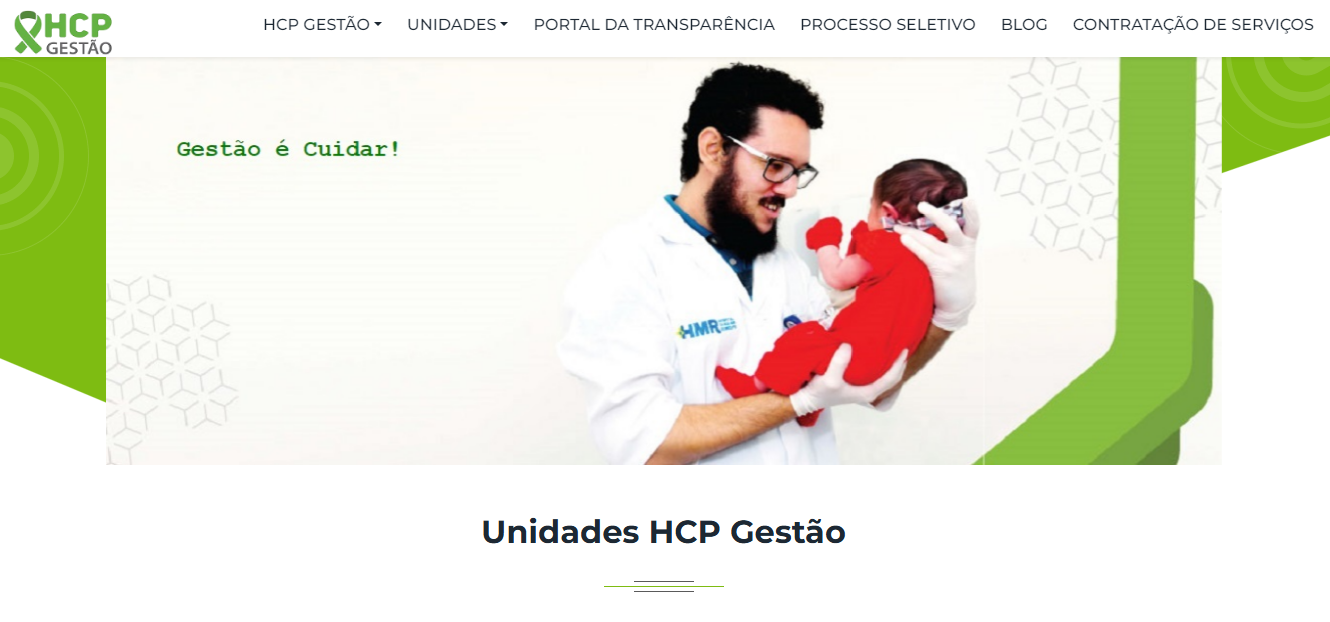 HCP
GESTÃO
HCP GESTÃO
UNIDADES
PORTAL DA TRANSPARÊNCIA
PROCESSO SELETIVO
BLOG
CONTRATAÇÃO DE SERVIÇOS
Gestão é Cuidar!
HMR
Unidades HCP Gestão